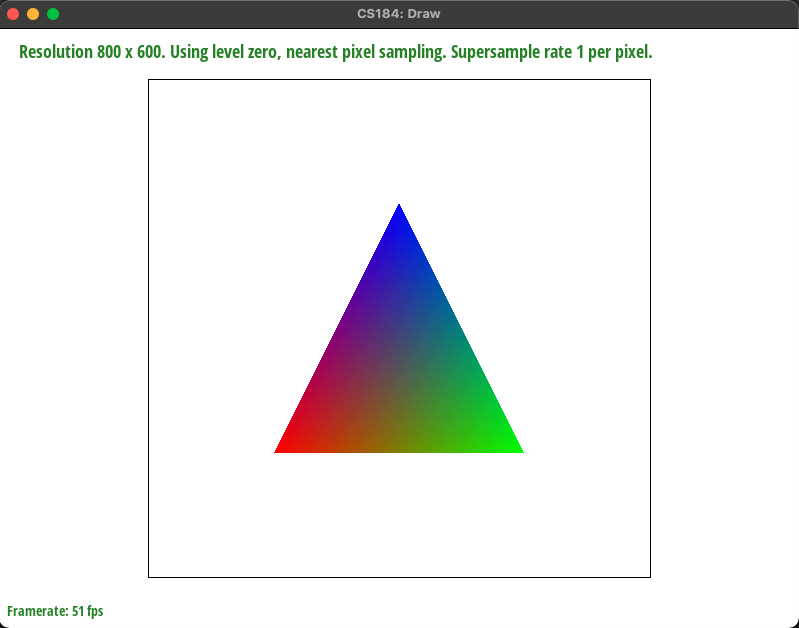 CS184: Draw
Resolution 800 x 600. Using level zero, nearest pixel sampling. Supersample rate 1 per pixel.
Framerate: 51 fps